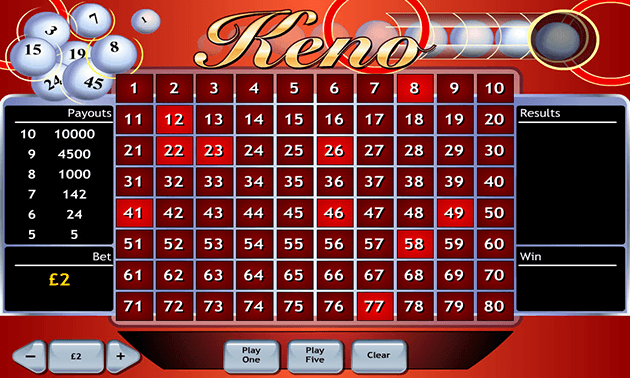 Keno
3 7 1
15 19 8
24 45
1 2 3 4 5 6 7 8 9 10
11 12 13 14 15 16 17 18 19 20
21 22 23 24 25 26 27 28 29 30
31 32 33 34 35 36 37 38 39 40
41 42 43 44 45 46 47 48 49 50
51 52 53 54 55 56 57 58 59 60
61 62 63 64 65 66 67 68 69 70
71 72 73 74 75 76 77 78 79 80
Payouts
10 10000
9 4500
8 1000
7 142
6 24
5 5
Bet
£2
Results
Win
− £2 +
Play One
Play Five
Clear